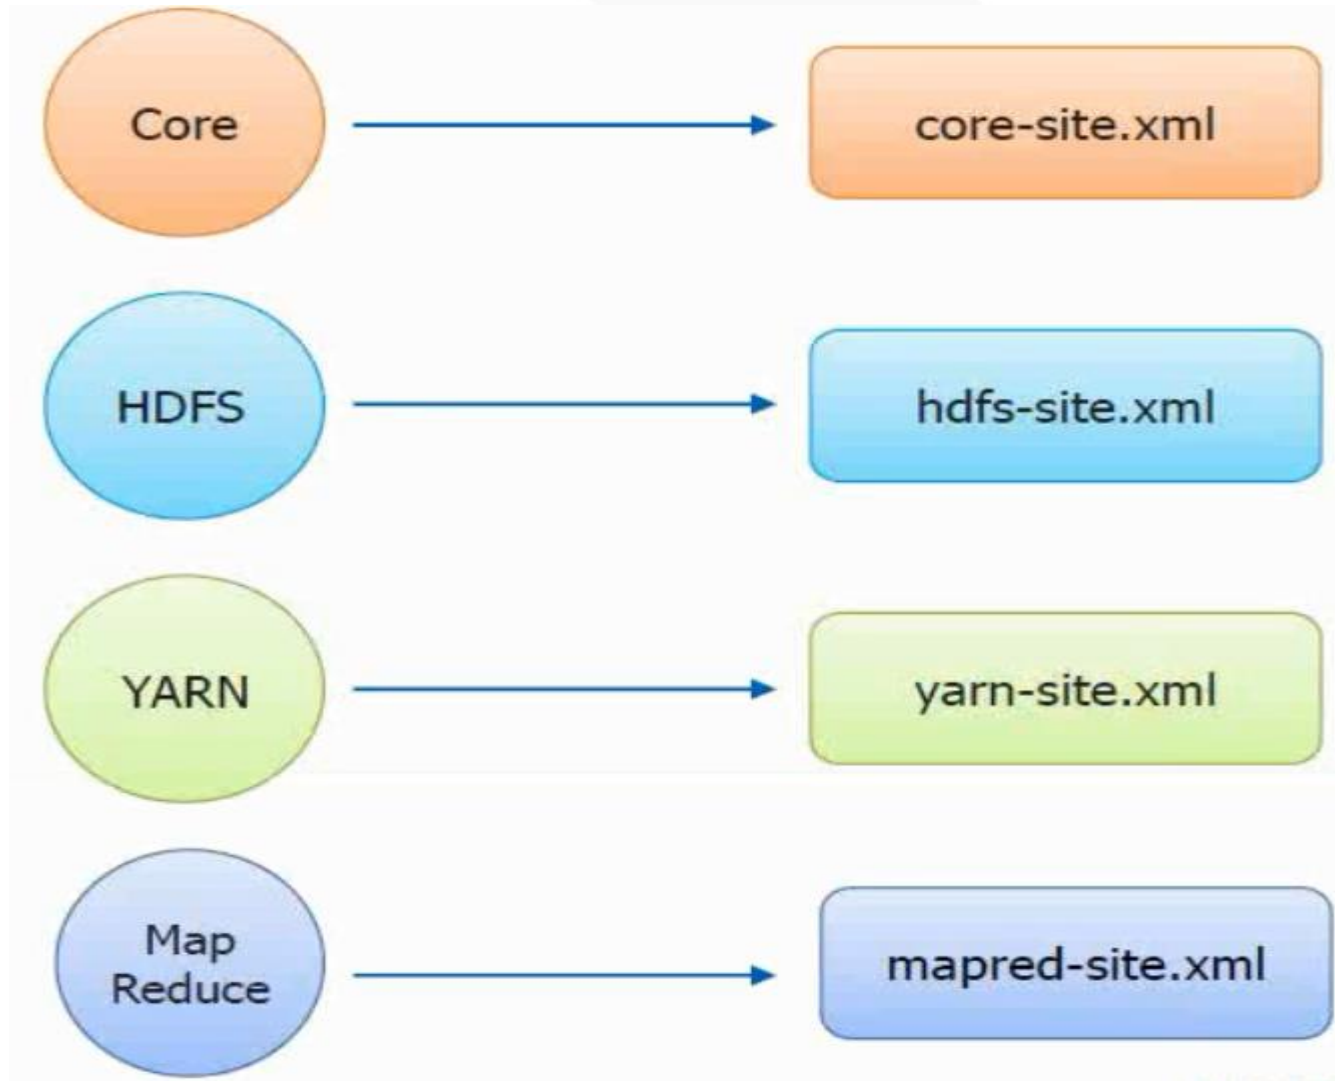 Core
core-site.xml
HDFS
hdfs-site.xml
YARN
yarn-site.xml
Map
Reduce
mapred-site.xml